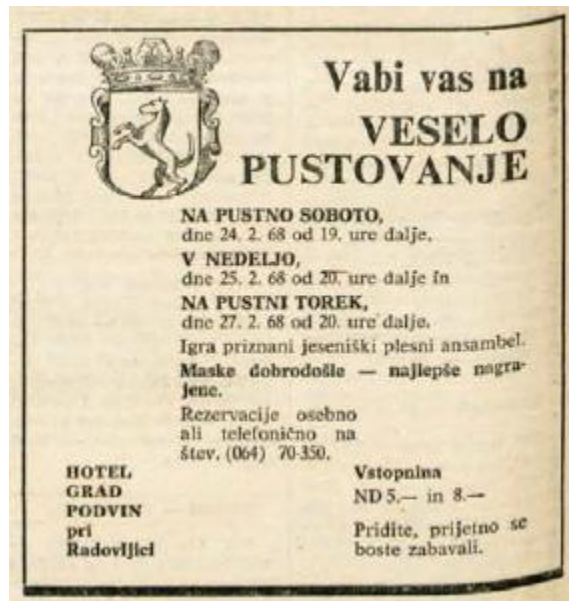 Vabi vas na
VESELO
PUSTOVANJE
NA PUSTNO SOBOTO,
dne 24. 2. 68 od 19. ure dalje.
V NEDELJO,
dne 25. 2. 68 od 20. ure dalje in
NA PUSTNI TOREK,
dne 27. 2. 68 od 20. ure dalje.
Igra priznani jeseniški plesni ansambel.
Maske dobrodošle — najlepše nagra-
jene.
Rezervacije osebno
ali telefonično na
štev. (064) 70-350.
HOTEL
GRAD
PODVIN
pri
Radovljici
Vstopnina
ND 5.— in 8.—
Pridite, prijetno se
boste zabavali.